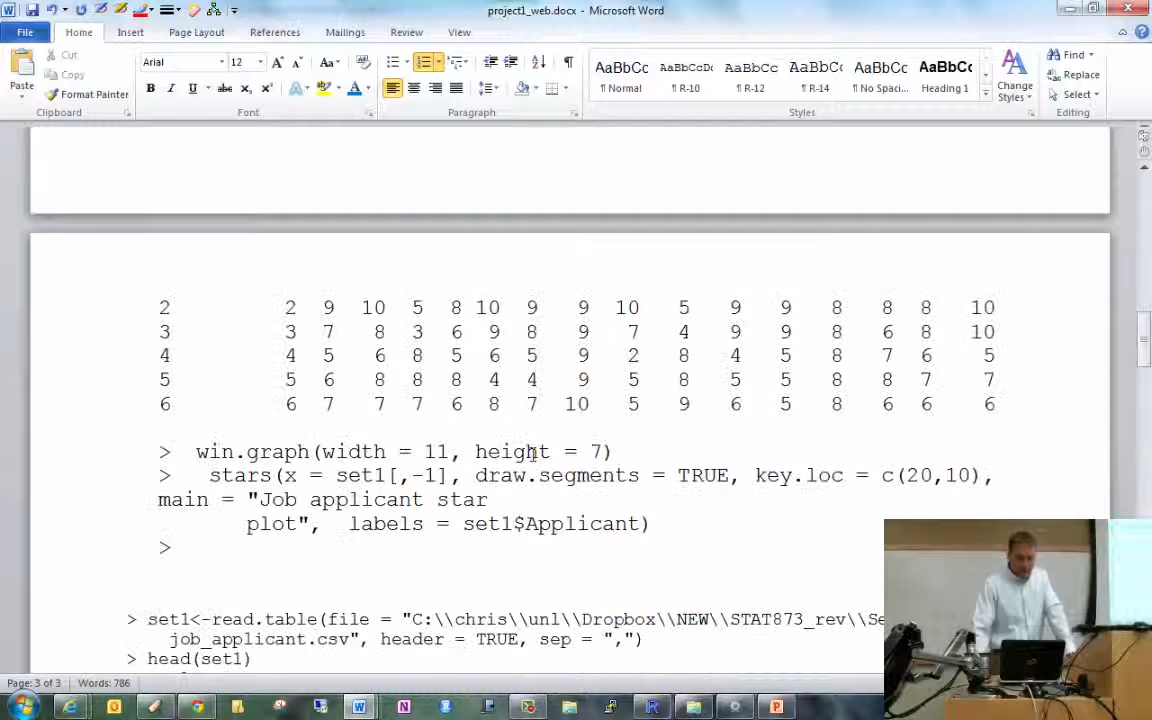 project1_web.docx - Microsoft Word
File Home Insert Page Layout References Mailings Review View
Paste Cut Copy Format Painter Clipboard
Arial 12 Aa
B I U abc x₂ x² A
Font
Paragraph
AaBbCc AaBbCcDc AaBbCc AaBbC AaBbCc AaBbCc
¶ Normal ¶ R-10 ¶ R-12 ¶ R-14 ¶ No Spaci... Heading 1
Styles
Change Styles
Find
Replace
Select
Editing
2 2 9 10 5 8 10 9 9 10 5 9 9 8 8 8 10
3 3 7 8 3 6 9 8 9 7 4 9 9 8 6 8 10
4 4 5 6 8 5 6 5 9 2 8 4 5 8 7 6 5
5 5 6 8 8 8 4 4 9 5 8 5 5 8 8 7 7
6 6 7 7 7 6 8 7 10 5 9 6 5 8 6 6 6
> win.graph(width = 11, height = 7)
> stars(x = set1[,-1], draw.segments = TRUE, key.loc = c(20,10),
main = "Job applicant star
plot", labels = set1$Applicant)
>
> set1<-read.table(file = "C:\\chris\\unl\\Dropbox\\NEW\\STAT873_rev\\Se
job_applicant.csv", header = TRUE, sep = ",")
> head(set1)
Page: 3 of 3 Words: 786